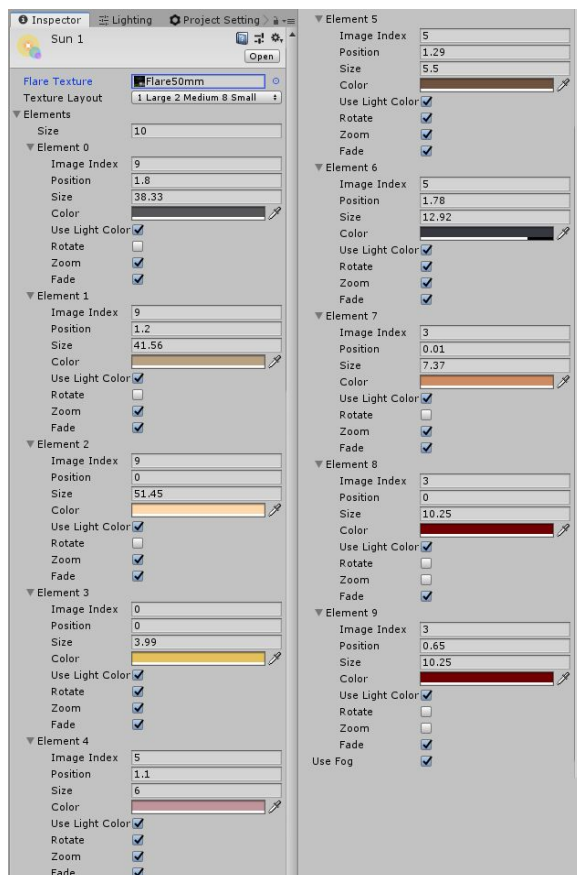 Inspector
Lighting
Project Setting
Sun 1
Open
Flare Texture Flare50mm
Texture Layout 1 Large 2 Medium 8 Small
Elements
Size 10
Element 0
Image Index 9
Position 1.8
Size 38.33
Color
Use Light Color
Rotate
Zoom
Fade
Element 1
Image Index 9
Position 1.2
Size 41.56
Color
Use Light Color
Rotate
Zoom
Fade
Element 2
Image Index 9
Position 0
Size 51.45
Color
Use Light Color
Rotate
Zoom
Fade
Element 3
Image Index 0
Position 0
Size 3.99
Color
Use Light Color
Rotate
Zoom
Fade
Element 4
Image Index 5
Position 1.1
Size 6
Color
Use Light Color
Rotate
Zoom
Fade
Element 5
Image Index 5
Position 1.29
Size 5.5
Color
Use Light Color
Rotate
Zoom
Fade
Element 6
Image Index 5
Position 1.78
Size 12.92
Color
Use Light Color
Rotate
Zoom
Fade
Element 7
Image Index 3
Position 0.01
Size 7.37
Color
Use Light Color
Rotate
Zoom
Fade
Element 8
Image Index 3
Position 0
Size 10.25
Color
Use Light Color
Rotate
Zoom
Fade
Element 9
Image Index 3
Position 0.65
Size 10.25
Color
Use Light Color
Rotate
Zoom
Fade
Use Fog